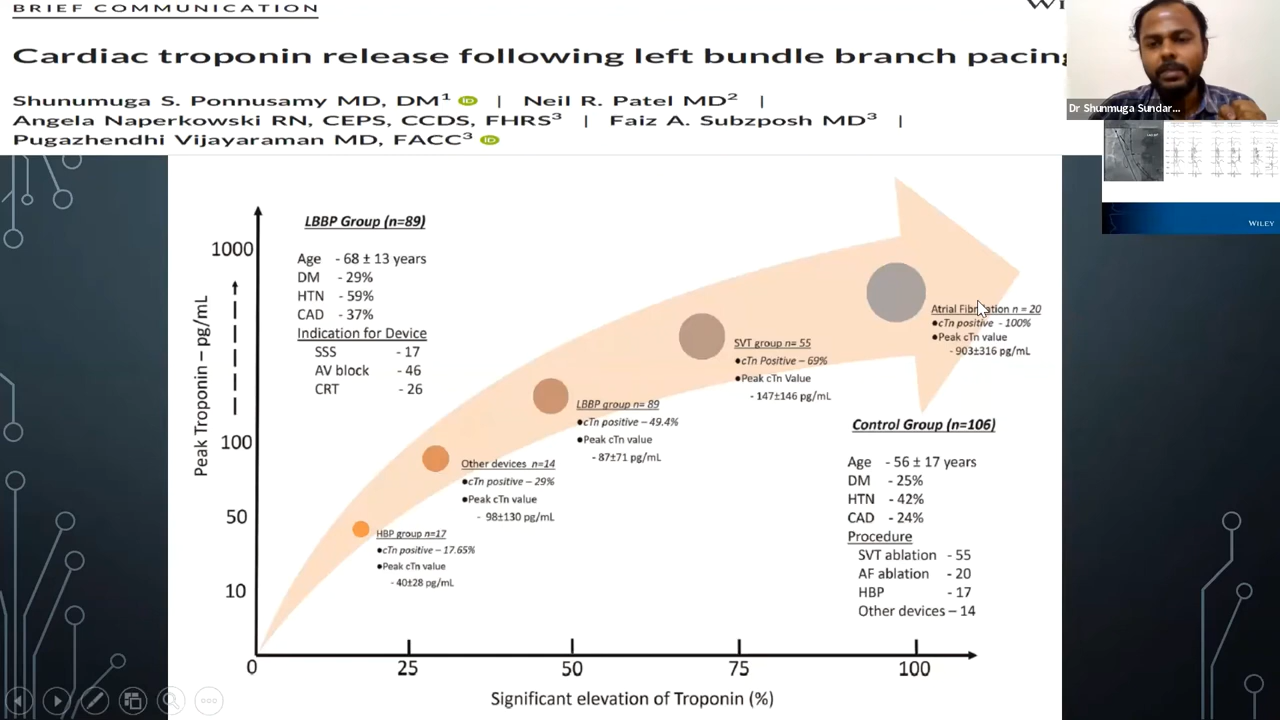 BRIEF COMMUNICATION
Cardiac troponin release following left bundle branch pacing
Shunumuga S. Ponnusamy MD, DM1 iD | Neil R. Patel MD2 |
Angela Naperkowski RN, CEPS, CCDS, FHRS3 | Faiz A. Subzposh MD3 |
Pugazhendhi Vijayaraman MD, FACC3 iD
Dr Shunmuga Sundar...
WILEY
LBBP Group (n=89)
Age - 68 ± 13 years
DM - 29%
HTN - 59%
CAD - 37%
Indication for Device
SSS - 17
AV block - 46
CRT - 26
Peak Troponin – pg/mL
1000
100
50
10
0
25
50
75
100
Significant elevation of Troponin (%)
HBP group n=17
●cTn positive – 17.65%
●Peak cTn value
- 40±28 pg/mL
Other devices n=14
●cTn positive – 29%
●Peak cTn value
- 98±130 pg/mL
LBBP group n= 89
●cTn positive – 49.4%
●Peak cTn value
- 87±71 pg/mL
SVT group n= 55
●cTn Positive – 69%
●Peak cTn Value
- 147±146 pg/mL
Atrial Fibrillation n = 20
●cTn positive - 100%
●Peak cTn value
- 903±316 pg/mL
Control Group (n=106)
Age - 56 ± 17 years
DM - 25%
HTN - 42%
CAD - 24%
Procedure
SVT ablation - 55
AF ablation - 20
HBP - 17
Other devices – 14